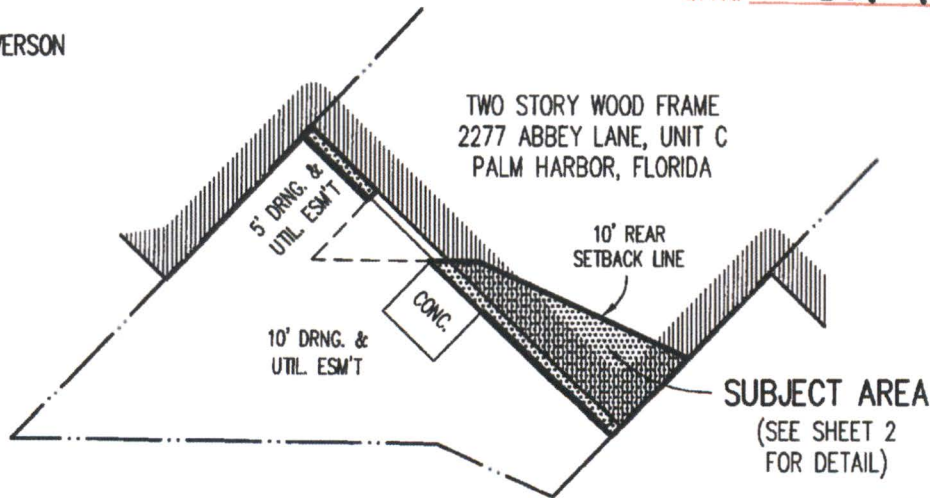 TWO STORY WOOD FRAME
2277 ABBEY LANE, UNIT C
PALM HARBOR, FLORIDA
5' DRNG. &
UTIL. ESM'T
10' REAR
SETBACK LINE
CONC.
10' DRNG. &
UTIL. ESM'T
SUBJECT AREA
(SEE SHEET 2
FOR DETAIL)